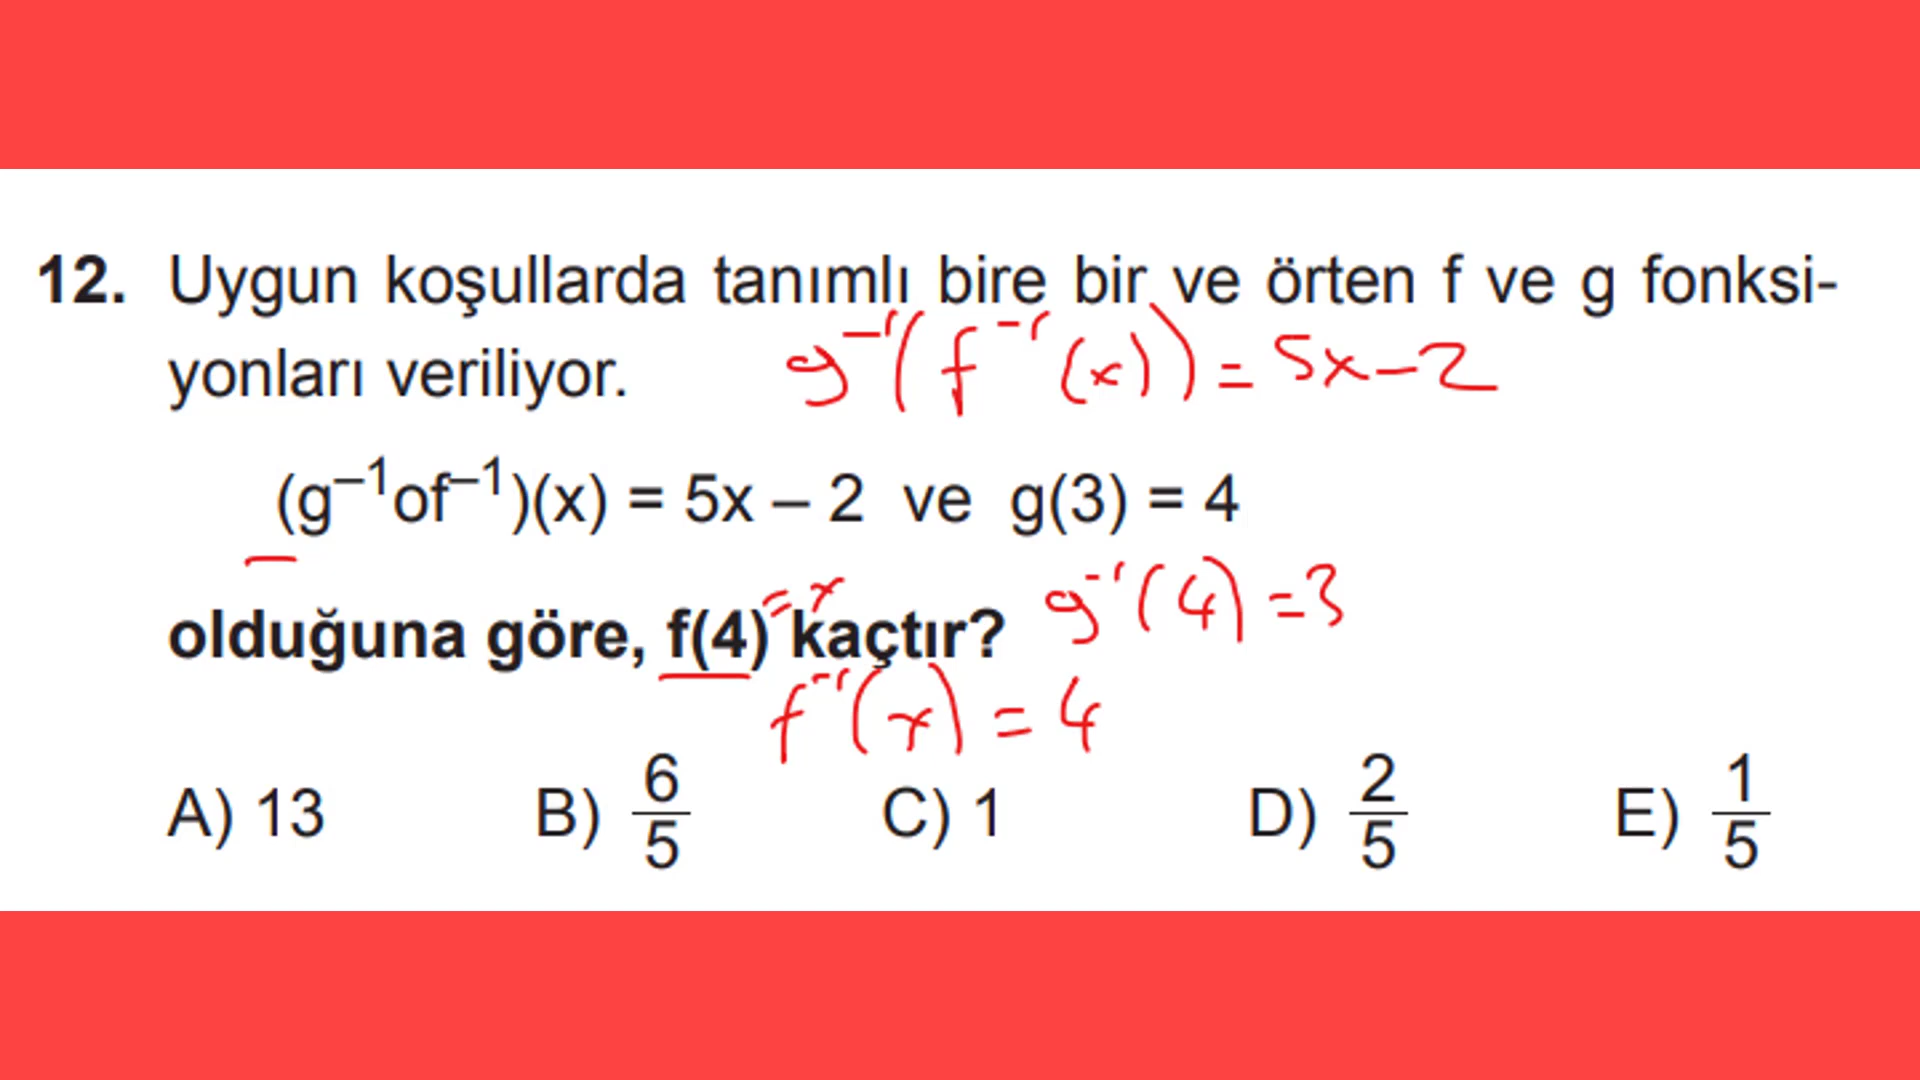 12. Uygun koşullarda tanımlı bire bir ve örten f ve g fonksi-
yonları veriliyor.
g⁻¹(f⁻¹(x)) = 5x-2
(g⁻¹of⁻¹)(x) = 5x – 2 ve g(3) = 4
olduğuna göre, f(4) kaçtır?
= x
g⁻¹(4) = 3
f⁻¹(x) = 4
A) 13 B) 6/5 C) 1 D) 2/5 E) 1/5